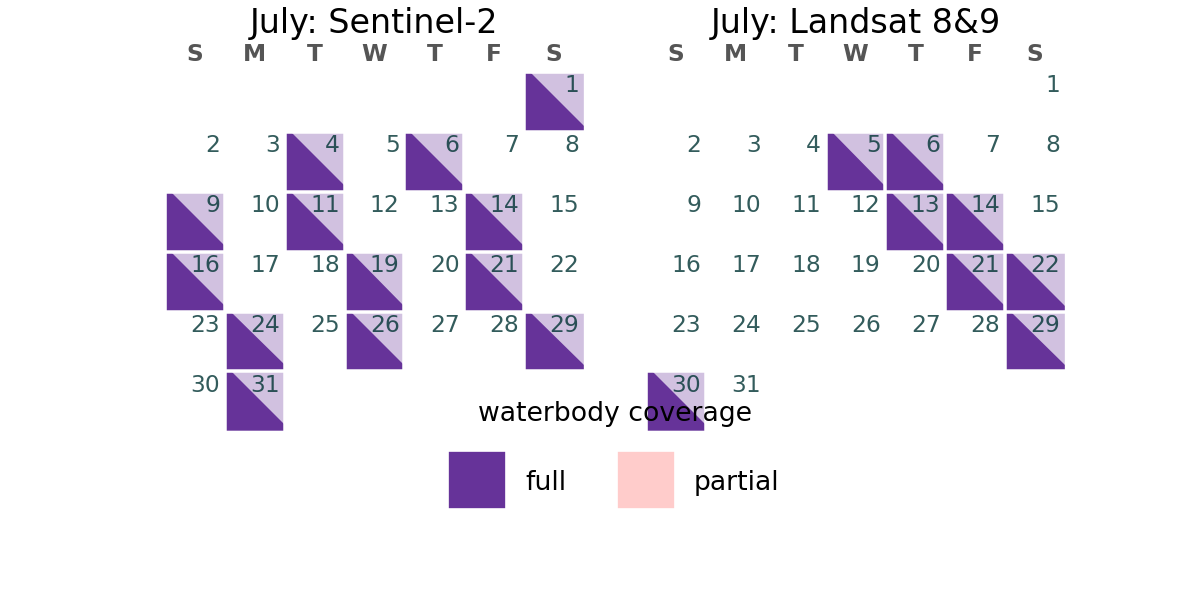 July: Sentinel-2
S M T W T F S
1
2 3 4 5 6 7 8
9 10 11 12 13 14 15
16 17 18 19 20 21 22
23 24 25 26 27 28 29
30 31
July: Landsat 8&9
S M T W T F S
1
2 3 4 5 6 7 8
9 10 11 12 13 14 15
16 17 18 19 20 21 22
23 24 25 26 27 28 29
30 31
waterbody coverage
full partial